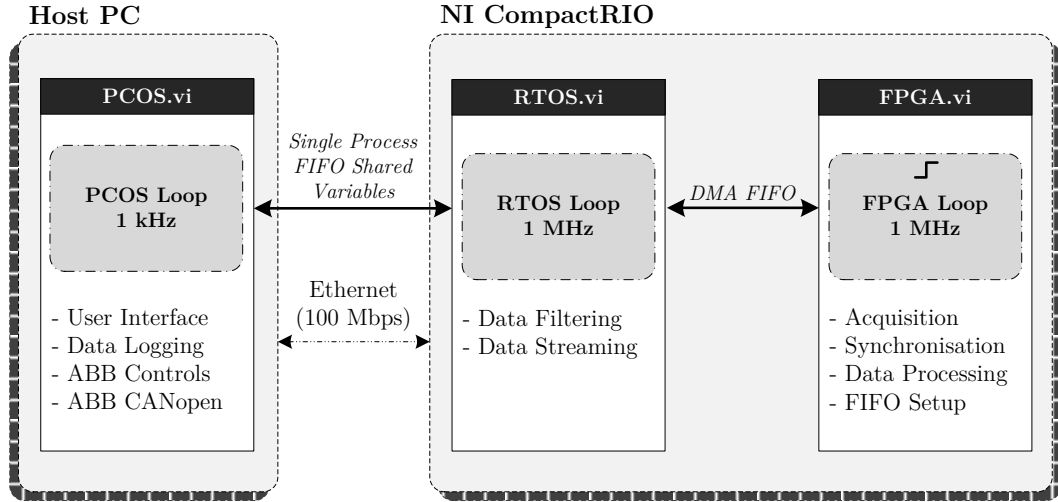 Host PC
NI CompactRIO
PCOS.vi
PCOS Loop
1 kHz
- User Interface
- Data Logging
- ABB Controls
- ABB CANopen
Single Process
FIFO Shared
Variables
Ethernet
(100 Mbps)
RTOS.vi
RTOS Loop
1 MHz
- Data Filtering
- Data Streaming
DMA FIFO
FPGA.vi
FPGA Loop
1 MHz
- Acquisition
- Synchronisation
- Data Processing
- FIFO Setup